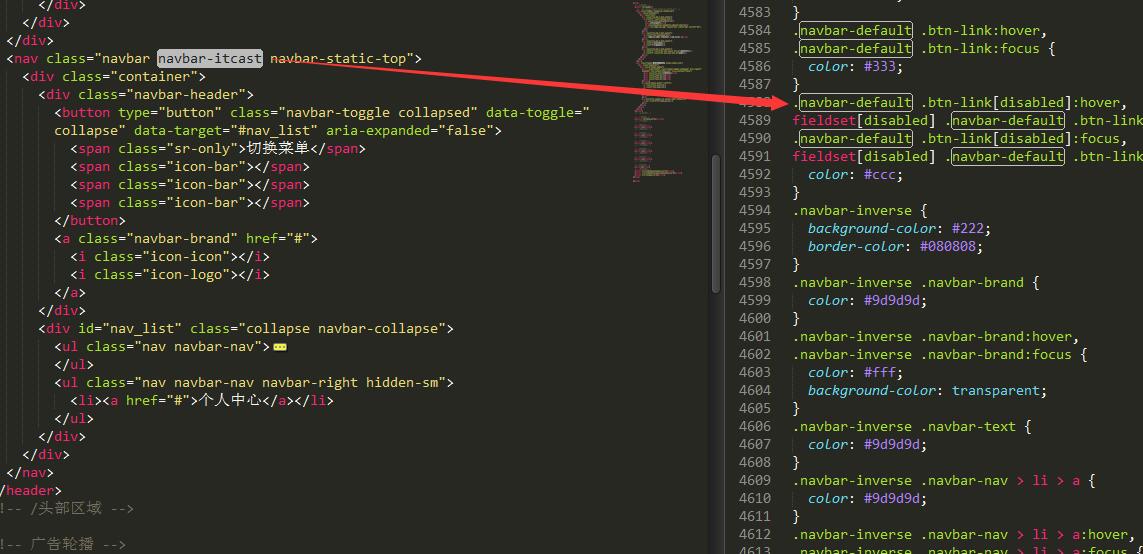 </div>
</div>
</div>
<nav class="navbar navbar-itcast navbar-static-top">
<div class="container">
<div class="navbar-header">
<button type="button" class="navbar-toggle collapsed" data-toggle="
collapse" data-target="#nav_list" aria-expanded="false">
<span class="sr-only">切换菜单</span>
<span class="icon-bar"></span>
<span class="icon-bar"></span>
<span class="icon-bar"></span>
</button>
<a class="navbar-brand" href="#">
<i class="icon-icon"></i>
<i class="icon-logo"></i>
</a>
</div>
<div id="nav_list" class="collapse navbar-collapse">
<ul class="nav navbar-nav">
</ul>
<ul class="nav navbar-nav navbar-right hidden-sm">
<li><a href="#">个人中心</a></li>
</ul>
</div>
</div>
</nav>
/header>
!-- /头部区域 -->
!-- 广告轮播 -->
4583 }
4584 .navbar-default .btn-link:hover,
4585 .navbar-default .btn-link:focus {
4586 color: #333;
4587 }
4588 .navbar-default .btn-link[disabled]:hover,
4589 fieldset[disabled] .navbar-default .btn-link
4590 .navbar-default .btn-link[disabled]:focus,
4591 fieldset[disabled] .navbar-default .btn-link
4592 color: #ccc;
4593 }
4594 .navbar-inverse {
4595 background-color: #222;
4596 border-color: #080808;
4597 }
4598 .navbar-inverse .navbar-brand {
4599 color: #9d9d9d;
4600 }
4601 .navbar-inverse .navbar-brand:hover,
4602 .navbar-inverse .navbar-brand:focus {
4603 color: #fff;
4604 background-color: transparent;
4605 }
4606 .navbar-inverse .navbar-text {
4607 color: #9d9d9d;
4608 }
4609 .navbar-inverse .navbar-nav > li > a {
4610 color: #9d9d9d;
4611 }
4612 .navbar-inverse .navbar-nav > li > a:hover,
4613 .navbar-inverse .navbar-nav > li > a:focus {